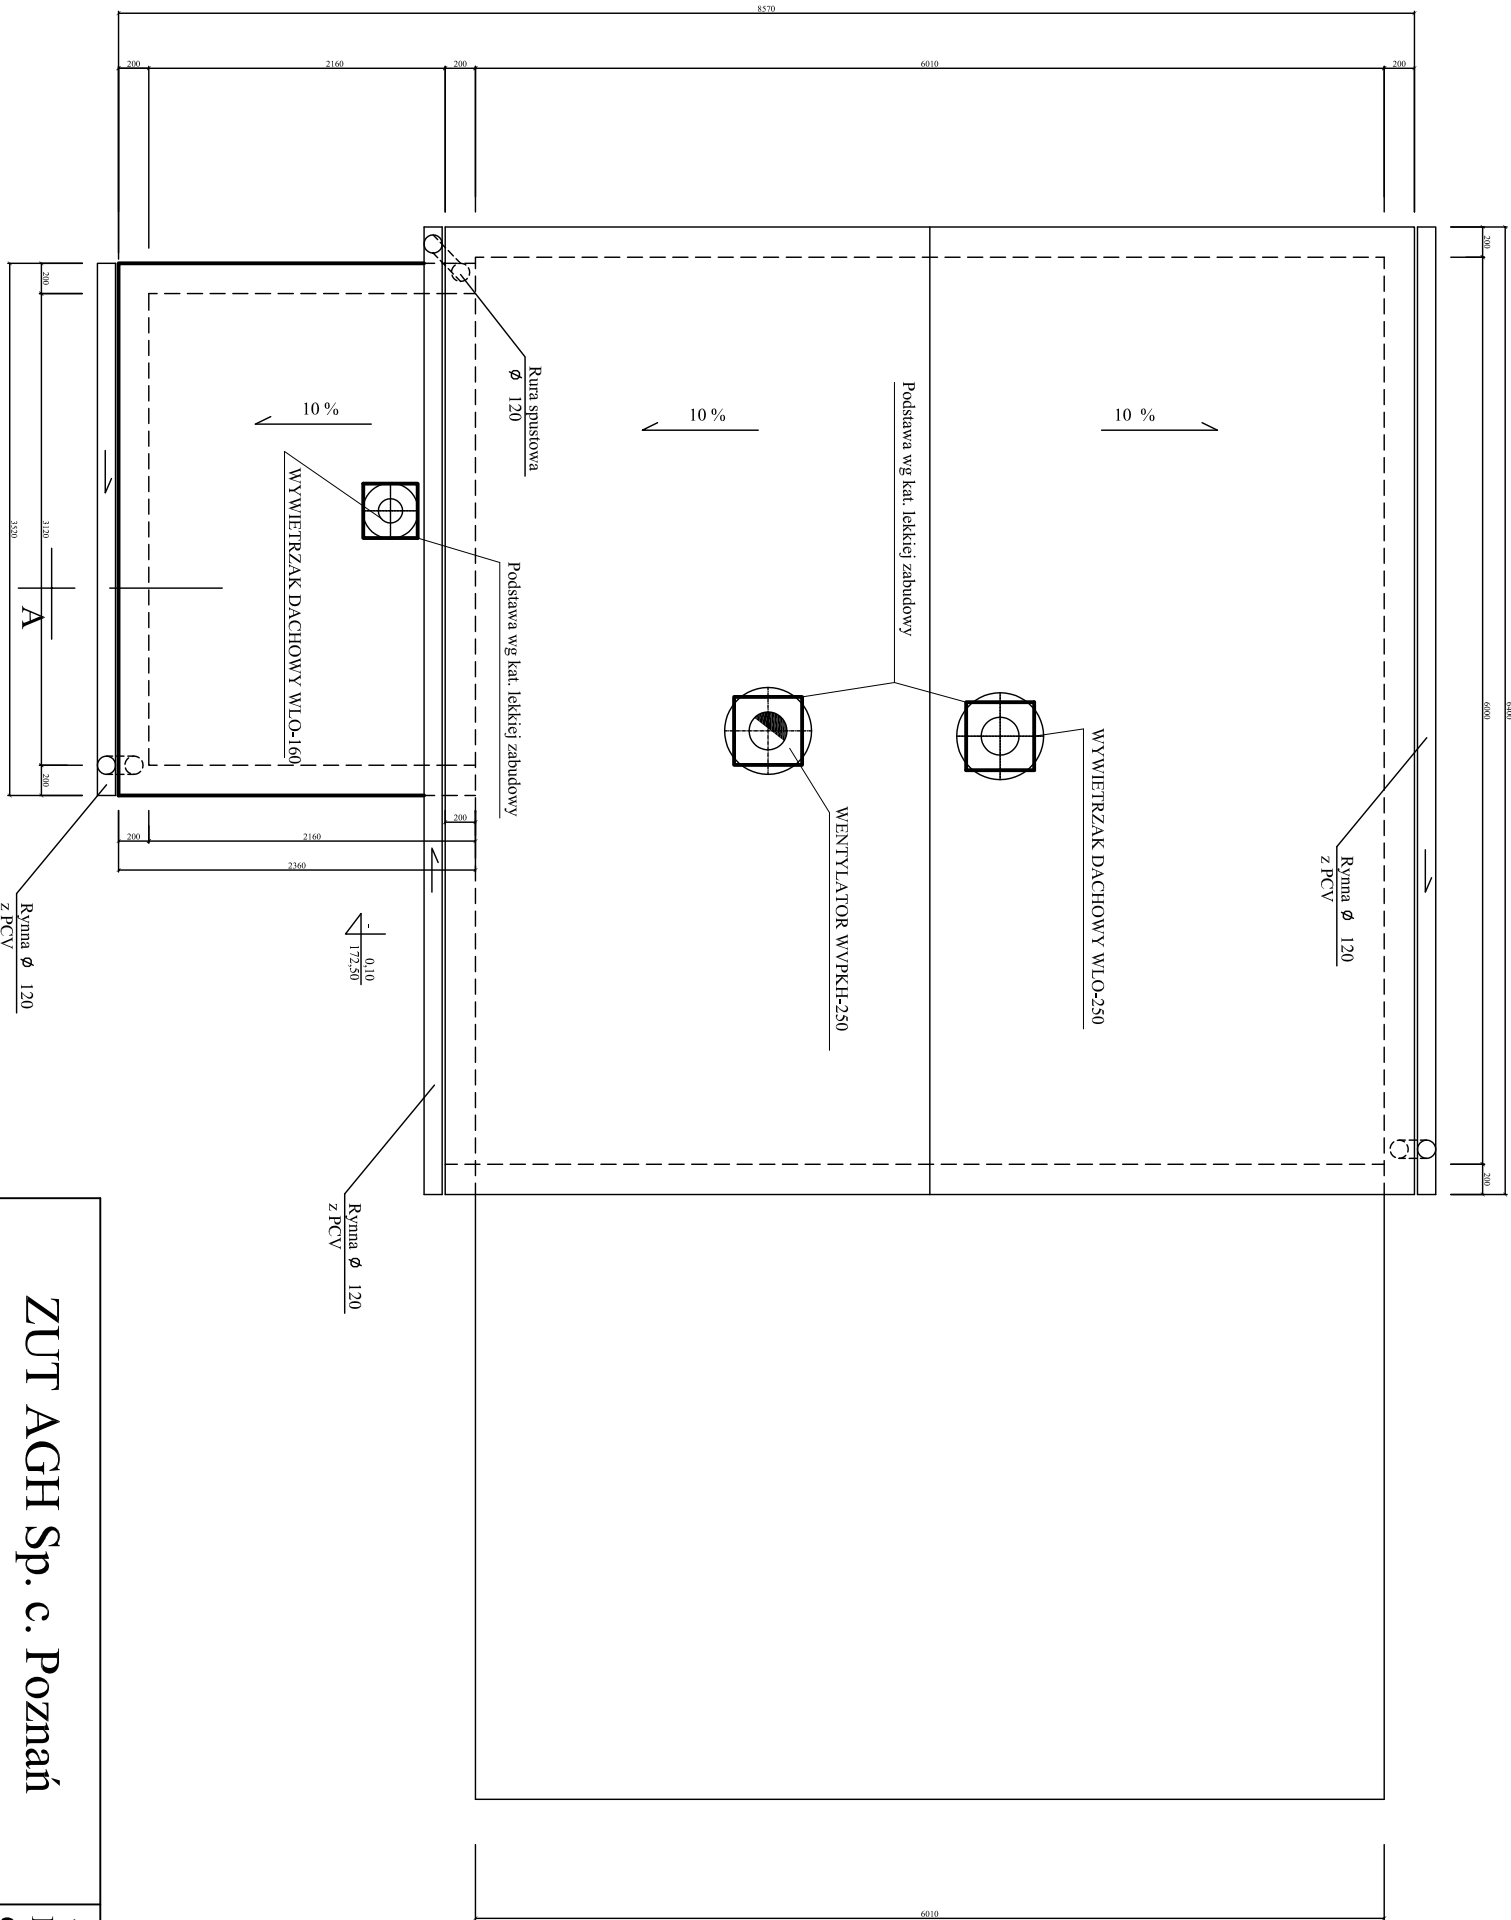 8570
200
2160
200
6010
200
200
6000
6400
200
200
3120
3520
200
10 %
10 %
10 %
Rura spustowa
ø 120
Podstawa wg kat. lekkiej zabudowy
WYWIETRZAK DACHOWY WLO-160
Podstawa wg kat. lekkiej zabudowy
WYWIETRZAK DACHOWY WLO-250
WENTYLATOR WVPKH-250
Rynna ø 120
z PCV
A
200
200
2160
2360
- 0,10
172,50
Rynna ø 120
z PCV
Rynna ø 120
z PCV
6010
ZUT AGH Sp. c. Poznań